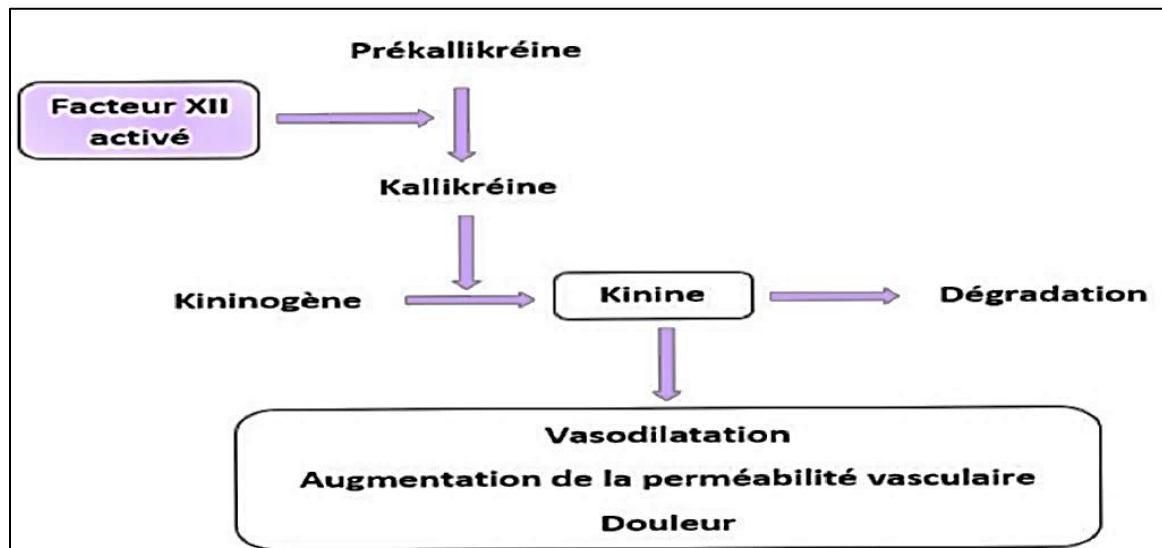 Prékallikréine
Facteur XII
activé
Kallikréine
Kininogène
Kinine
Dégradation
Vasodilatation
Augmentation de la perméabilité vasculaire
Douleur